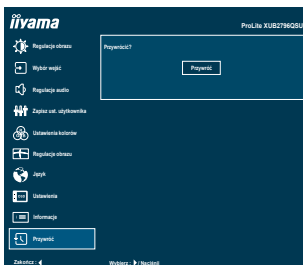 iiyama
ProLite XUB2796QSU
Regulacje obrazu
Przywrócić?
Wybór wejść
Przywróć
Regulacje audio
Zapisz ust. użytkownika
Ustawienia kolorów
Regulacje obrazu
Język
Ustawienia
Informacje
Przywróć
Zakończ :
Wybierz : / Naciśnij